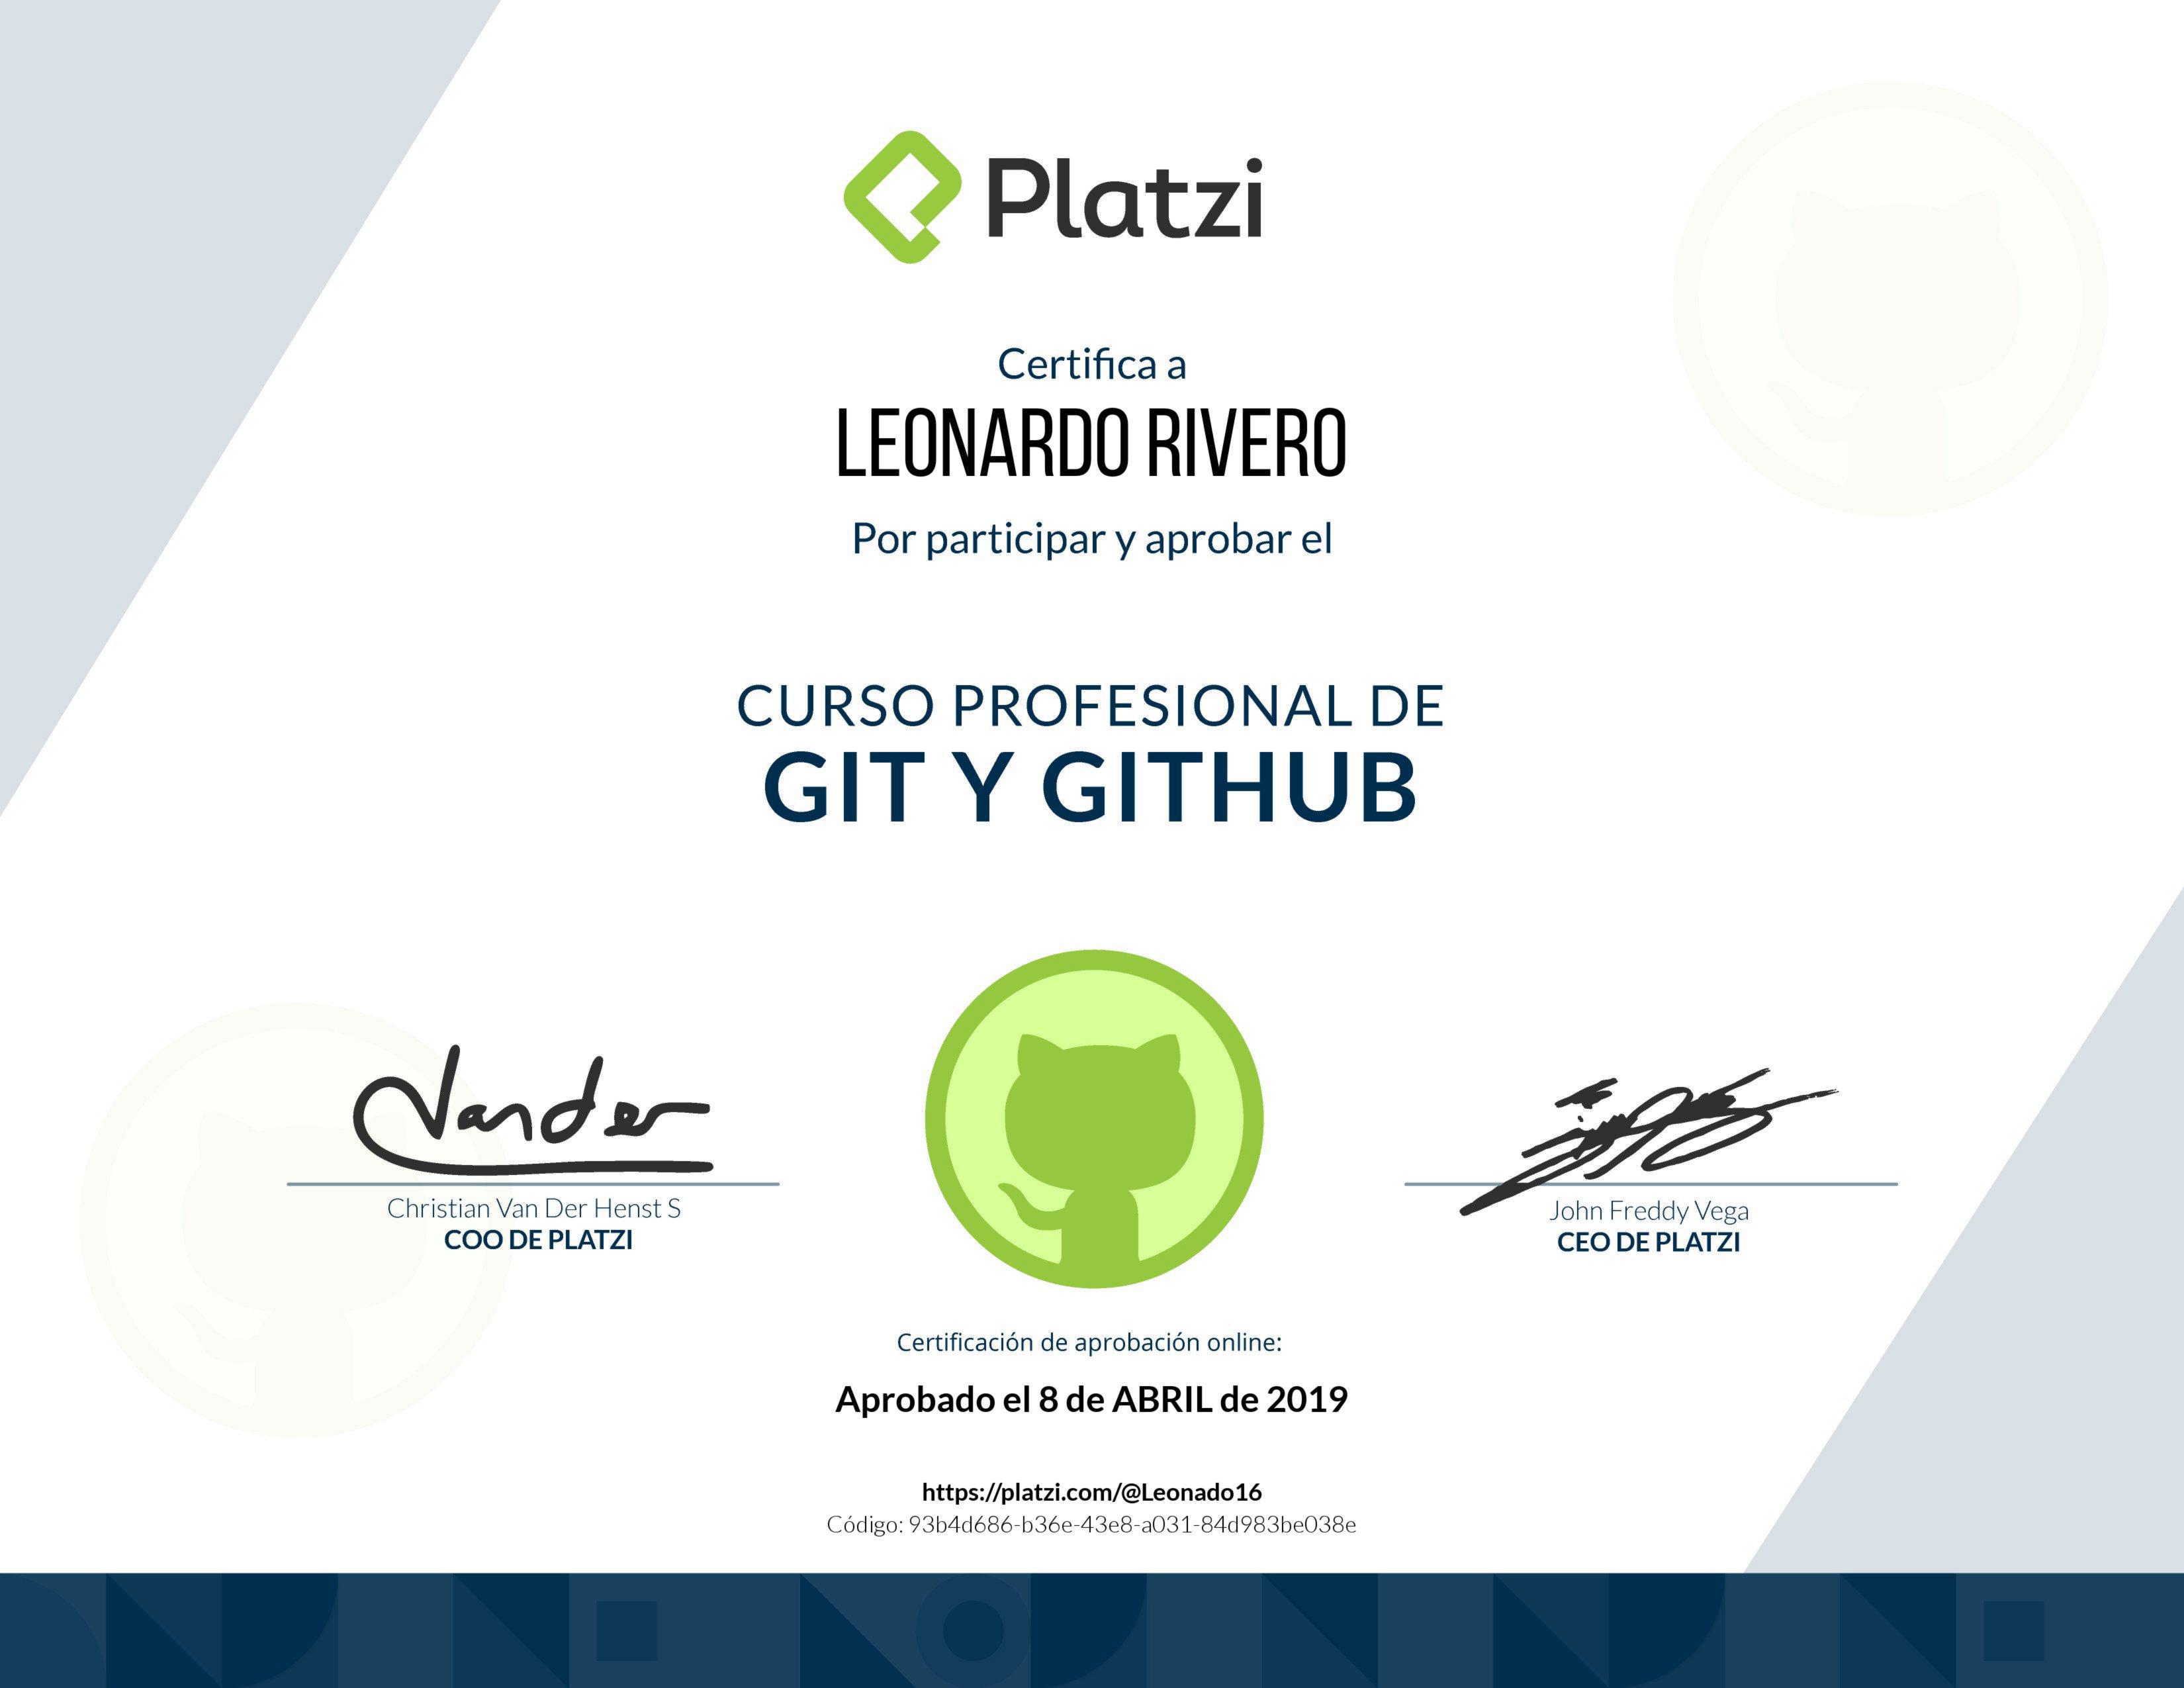 Platzi
Certifica a
LEONARDO RIVERO
Por participar y aprobar el
CURSO PROFESIONAL DE
GIT Y GITHUB
Vander
Christian Van Der Henst S
COO DE PLATZI
John Freddy Vega
CEO DE PLATZI
Certificación de aprobación online:
Aprobado el 8 de ABRIL de 2019
https://platzi.com/@Leonado16
Código: 93b4d686-b36e-43e8-a031-84d983be038e